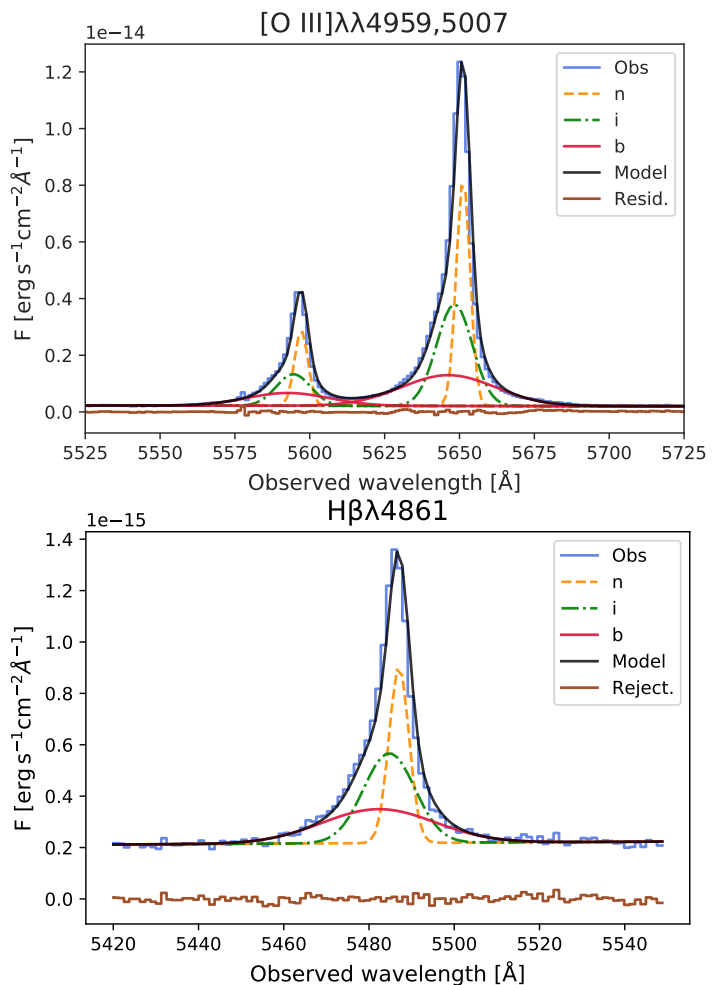 [O III]λλ4959,5007
1e−14
Obs
n
i
b
Model
Resid.
1.2
1.0
0.8
0.6
0.4
0.2
0.0
F [erg s⁻¹cm⁻²Å⁻¹]
5525 5550 5575 5600 5625 5650 5675 5700 5725
Observed wavelength [Å]
Hβλ4861
1e−15
Obs
n
i
b
Model
Reject.
1.4
1.2
1.0
0.8
0.6
0.4
0.2
0.0
F [erg s⁻¹cm⁻²Å⁻¹]
5420 5440 5460 5480 5500 5520 5540
Observed wavelength [Å]